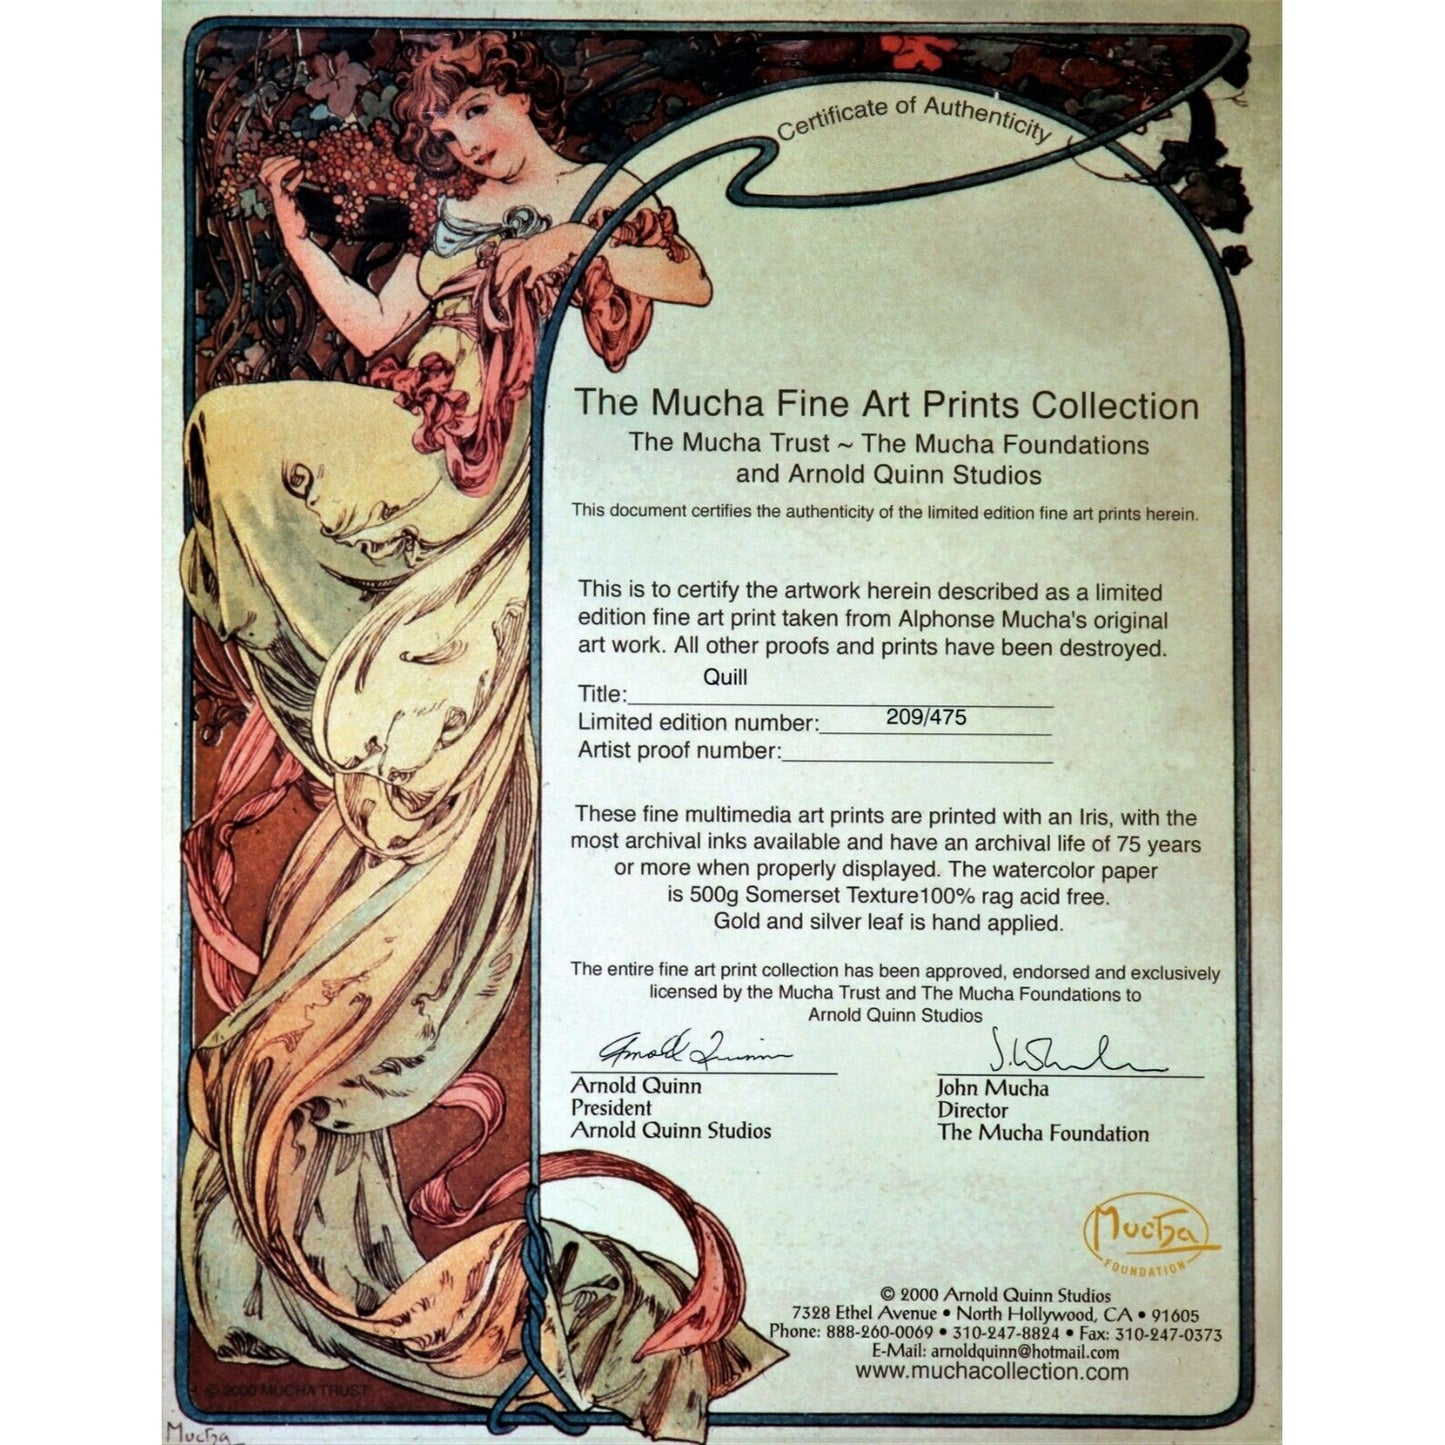 Certificate of Authenticity
The Mucha Fine Art Prints Collection
The Mucha Trust ~ The Mucha Foundations
and Arnold Quinn Studios
This document certifies the authenticity of the limited edition fine art prints herein.
This is to certify the artwork herein described as a limited
edition fine art print taken from Alphonse Mucha's original
art work. All other proofs and prints have been destroyed.
Title: Quill
Limited edition number: 209/475
Artist proof number:
These fine multimedia art prints are printed with an Iris, with the
most archival inks available and have an archival life of 75 years
or more when properly displayed. The watercolor paper
is 500g Somerset Texture100% rag acid free.
Gold and silver leaf is hand applied.
The entire fine art print collection has been approved, endorsed and exclusively
licensed by the Mucha Trust and The Mucha Foundations to
Arnold Quinn Studios
Arnold Quinn
Arnold Quinn
President
Arnold Quinn Studios
John Mucha
Director
The Mucha Foundation
Mucha
FOUNDATION
© 2000 Arnold Quinn Studios
7328 Ethel Avenue • North Hollywood, CA • 91605
Phone: 888-260-0069 • 310-247-8824 • Fax: 310-247-0373
E-Mail: arnoldquinn@hotmail.com
www.muchacollection.com
© 2000 MUCHA TRUST
Mucha